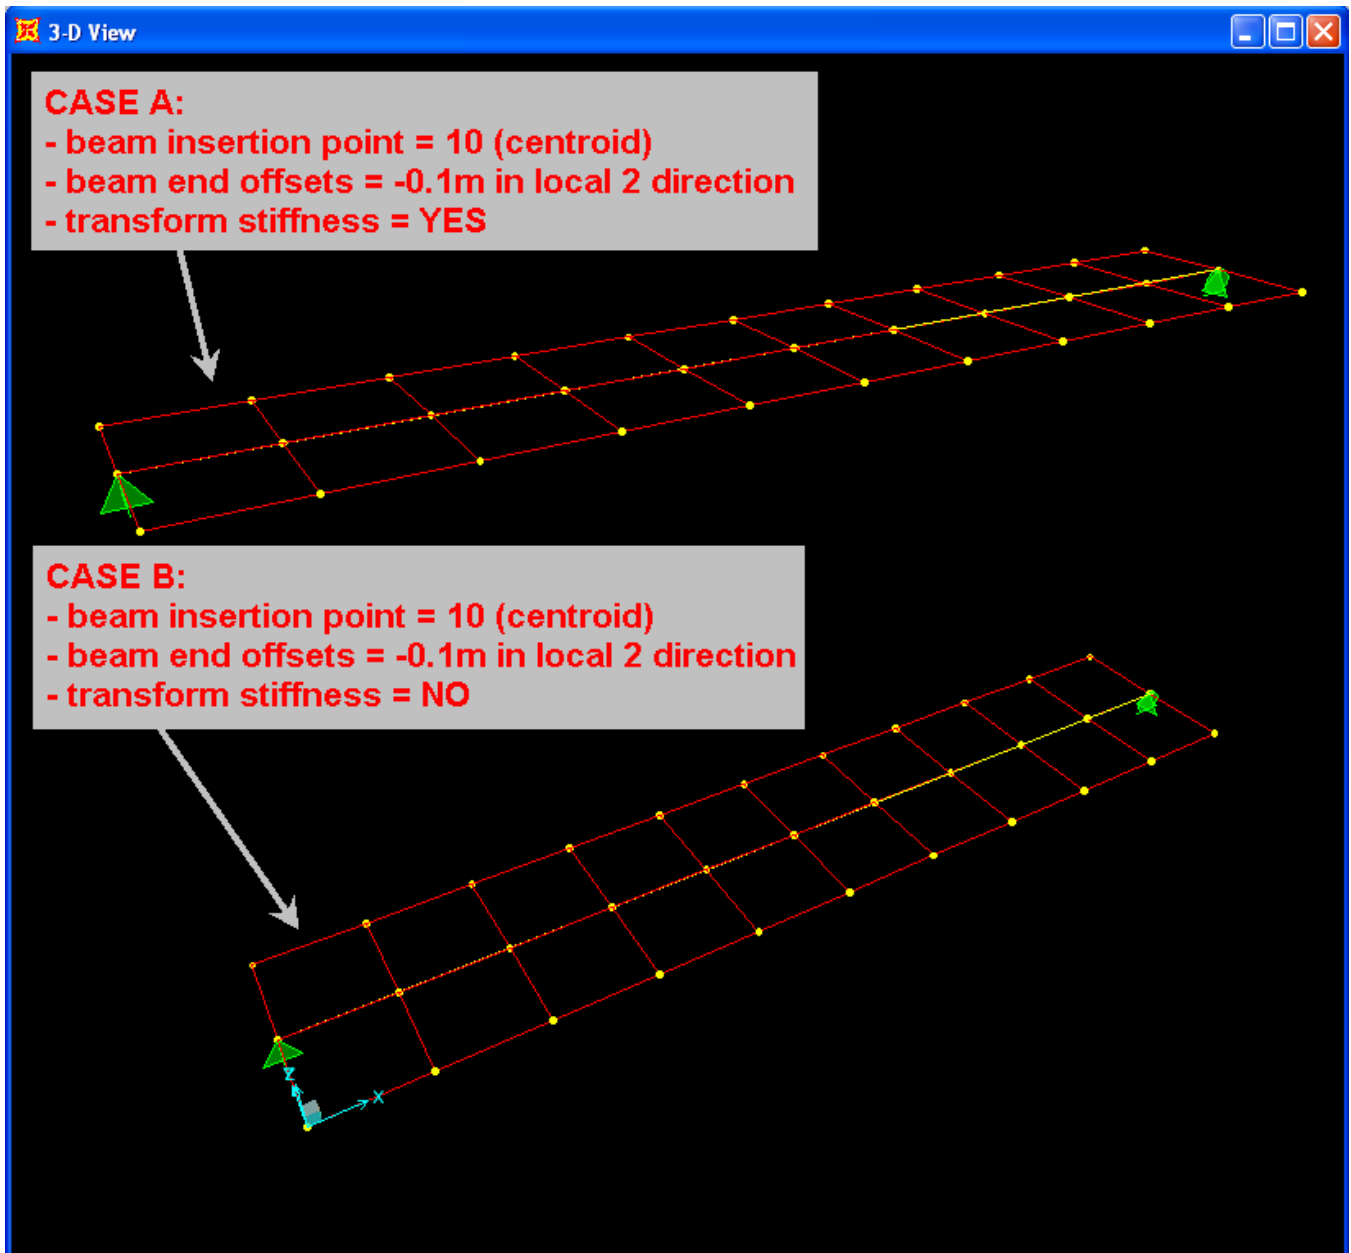 3-D View
CASE A:
- beam insertion point = 10 (centroid)
- beam end offsets = -0.1m in local 2 direction
- transform stiffness = YES
CASE B:
- beam insertion point = 10 (centroid)
- beam end offsets = -0.1m in local 2 direction
- transform stiffness = NO
Z
X